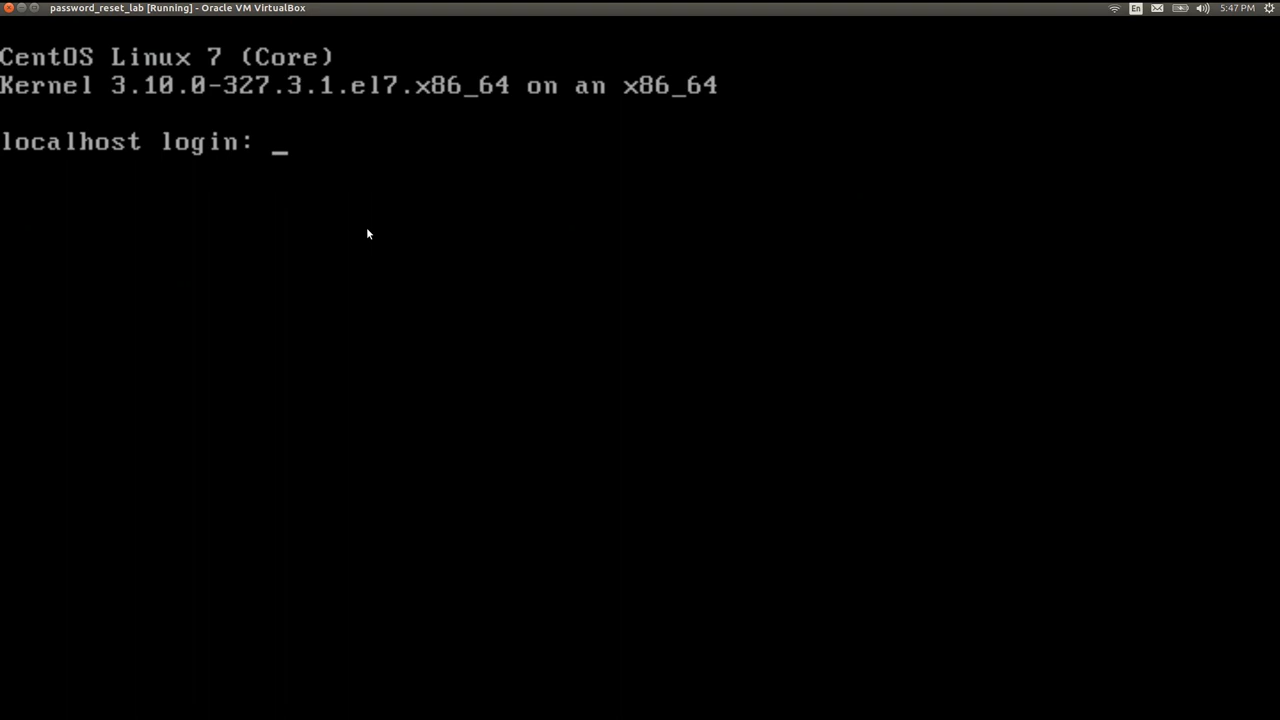 password_reset_lab [Running] - Oracle VM VirtualBox
En
5:47 PM
CentOS Linux 7 (Core)
Kernel 3.10.0-327.3.1.el7.x86_64 on an x86_64
localhost login: _